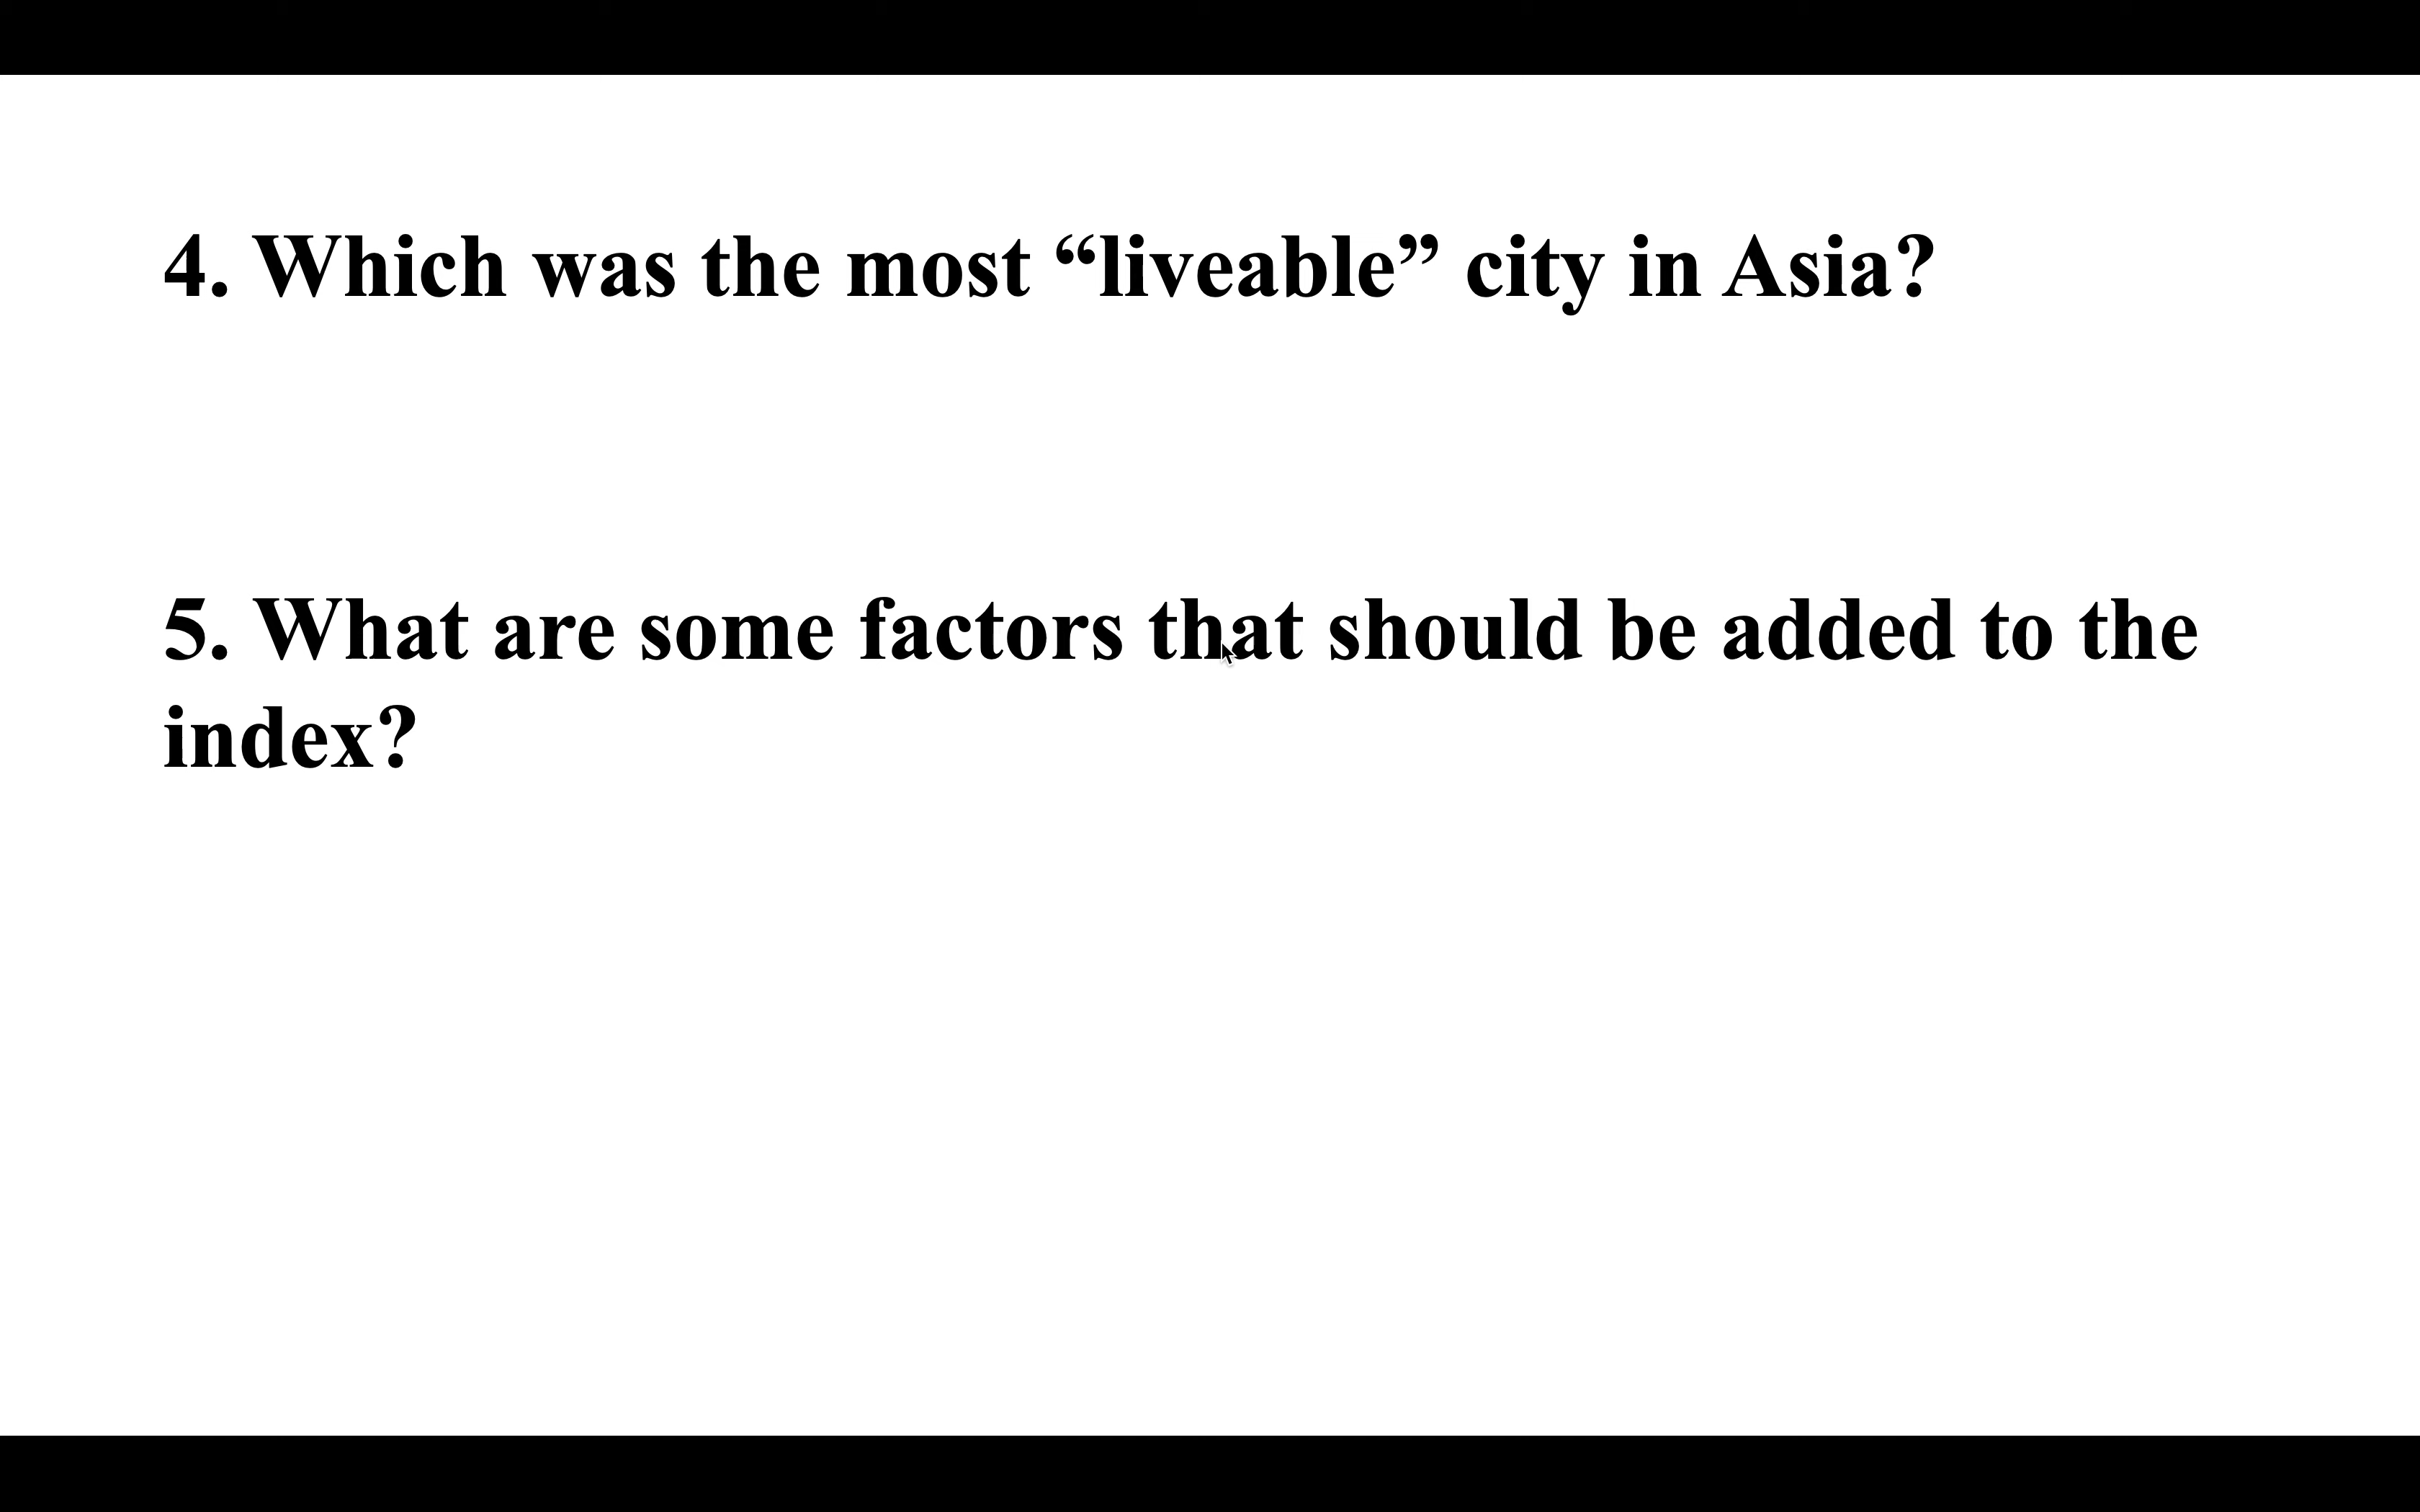 4. Which was the most “liveable” city in Asia?
5. What are some factors that should be added to the
index?